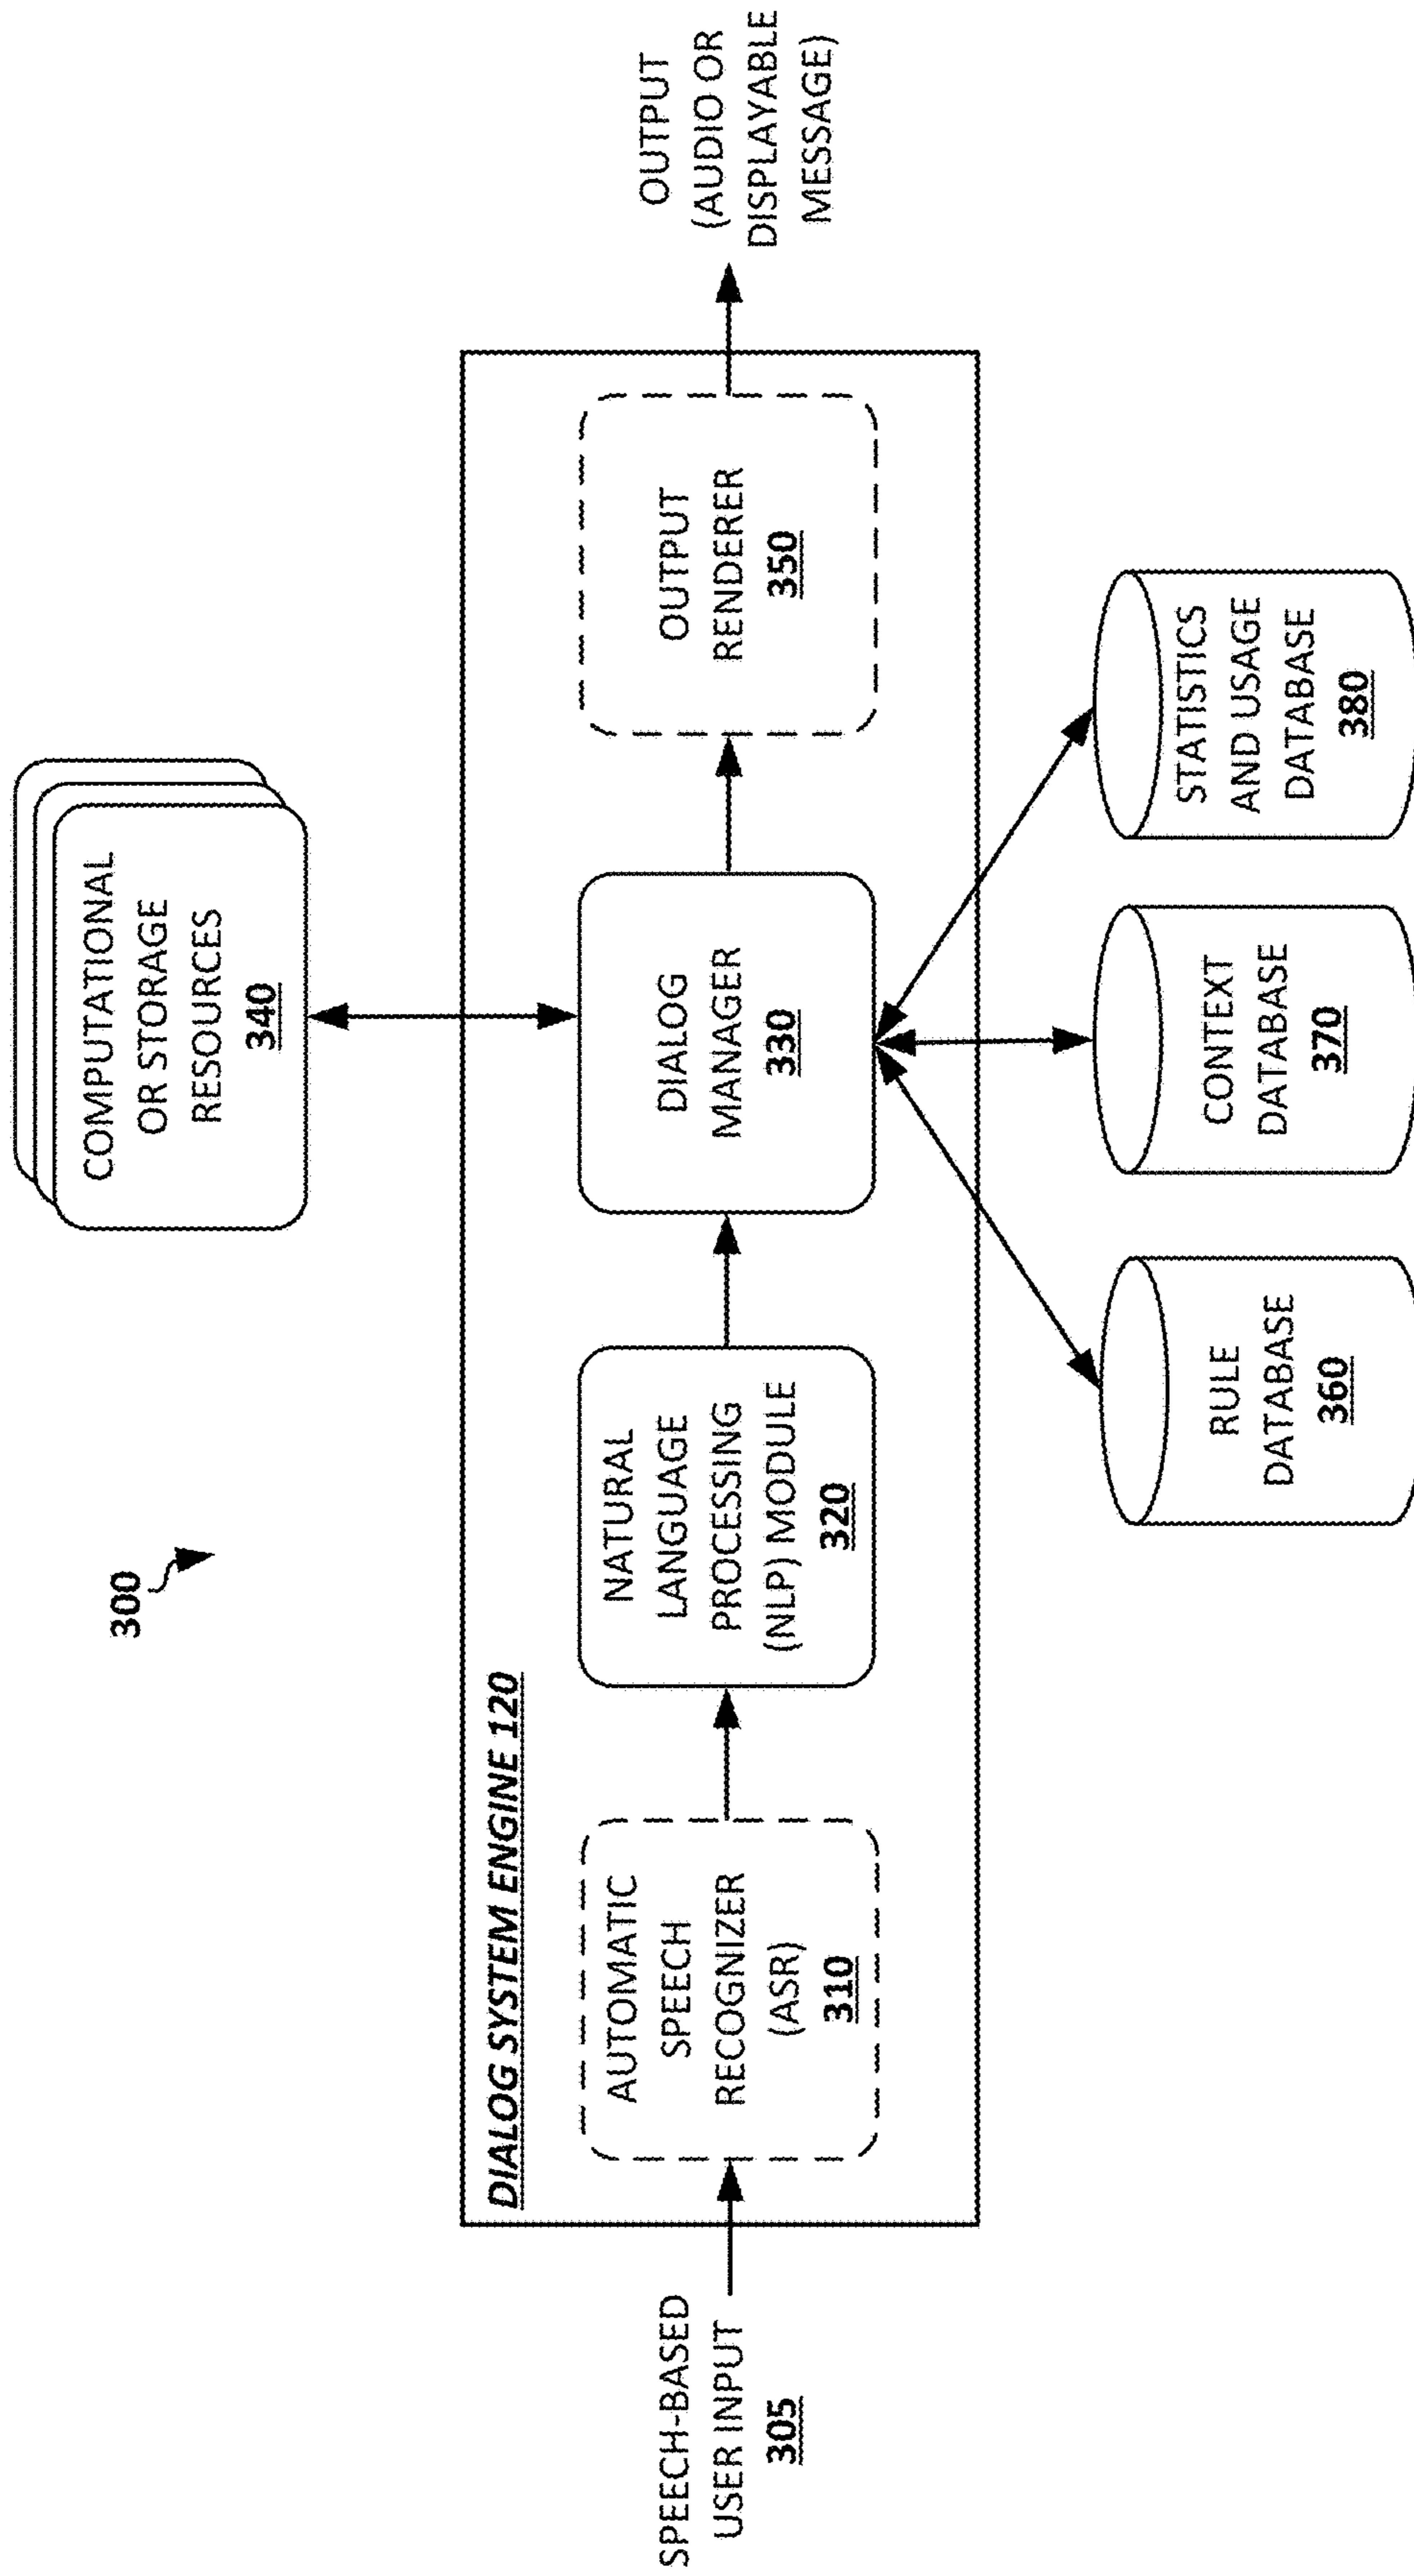 300
COMPUTATIONAL
OR STORAGE
RESOURCES
340
DIALOG SYSTEM ENGINE 120
SPEECH-BASED
USER INPUT
305
AUTOMATIC
SPEECH
RECOGNIZER
(ASR)
310
NATURAL
LANGUAGE
PROCESSING
(NLP) MODULE
320
DIALOG
MANAGER
330
OUTPUT
RENDERER
350
OUTPUT
(AUDIO OR
DISPLAYABLE
MESSAGE)
RULE
DATABASE
360
CONTEXT
DATABASE
370
STATISTICS
AND USAGE
DATABASE
380